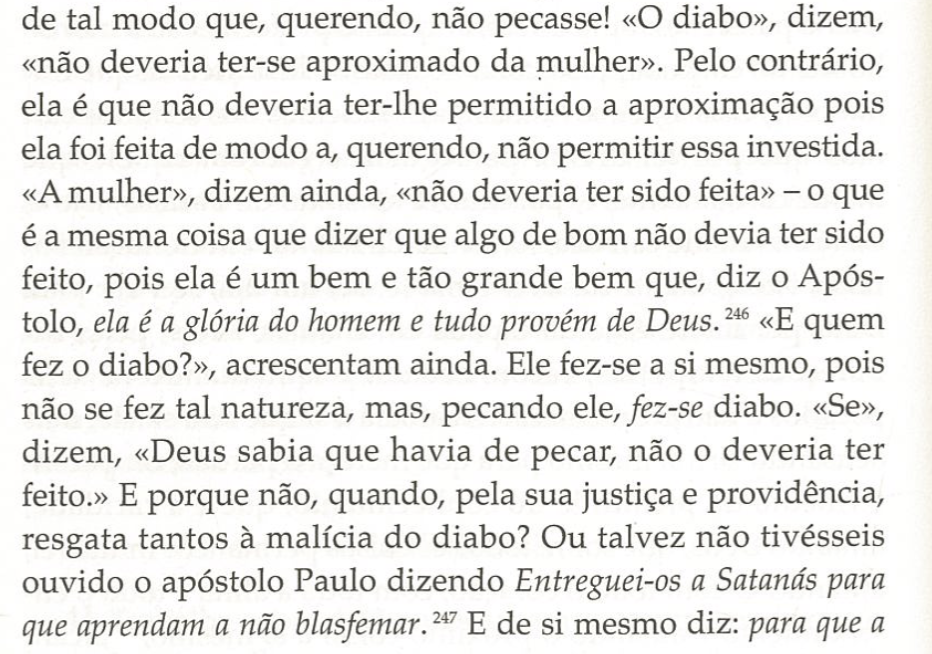 de tal modo que, querendo, não pecasse! «O diabo», dizem,
«não deveria ter-se aproximado da mulher». Pelo contrário,
ela é que não deveria ter-lhe permitido a aproximação pois
ela foi feita de modo a, querendo, não permitir essa investida.
«A mulher», dizem ainda, «não deveria ter sido feita» – o que
é a mesma coisa que dizer que algo de bom não devia ter sido
feito, pois ela é um bem e tão grande bem que, diz o Após-
tolo, ela é a glória do homem e tudo provém de Deus.²⁴⁶ «E quem
fez o diabo?», acrescentam ainda. Ele fez-se a si mesmo, pois
não se fez tal natureza, mas, pecando ele, fez-se diabo. «Se»,
dizem, «Deus sabia que havia de pecar, não o deveria ter
feito.» E porque não, quando, pela sua justiça e providência,
resgata tantos à malícia do diabo? Ou talvez não tivésseis
ouvido o apóstolo Paulo dizendo Entreguei-os a Satanás para
que aprendam a não blasfemar.²⁴⁷ E de si mesmo diz: para que a